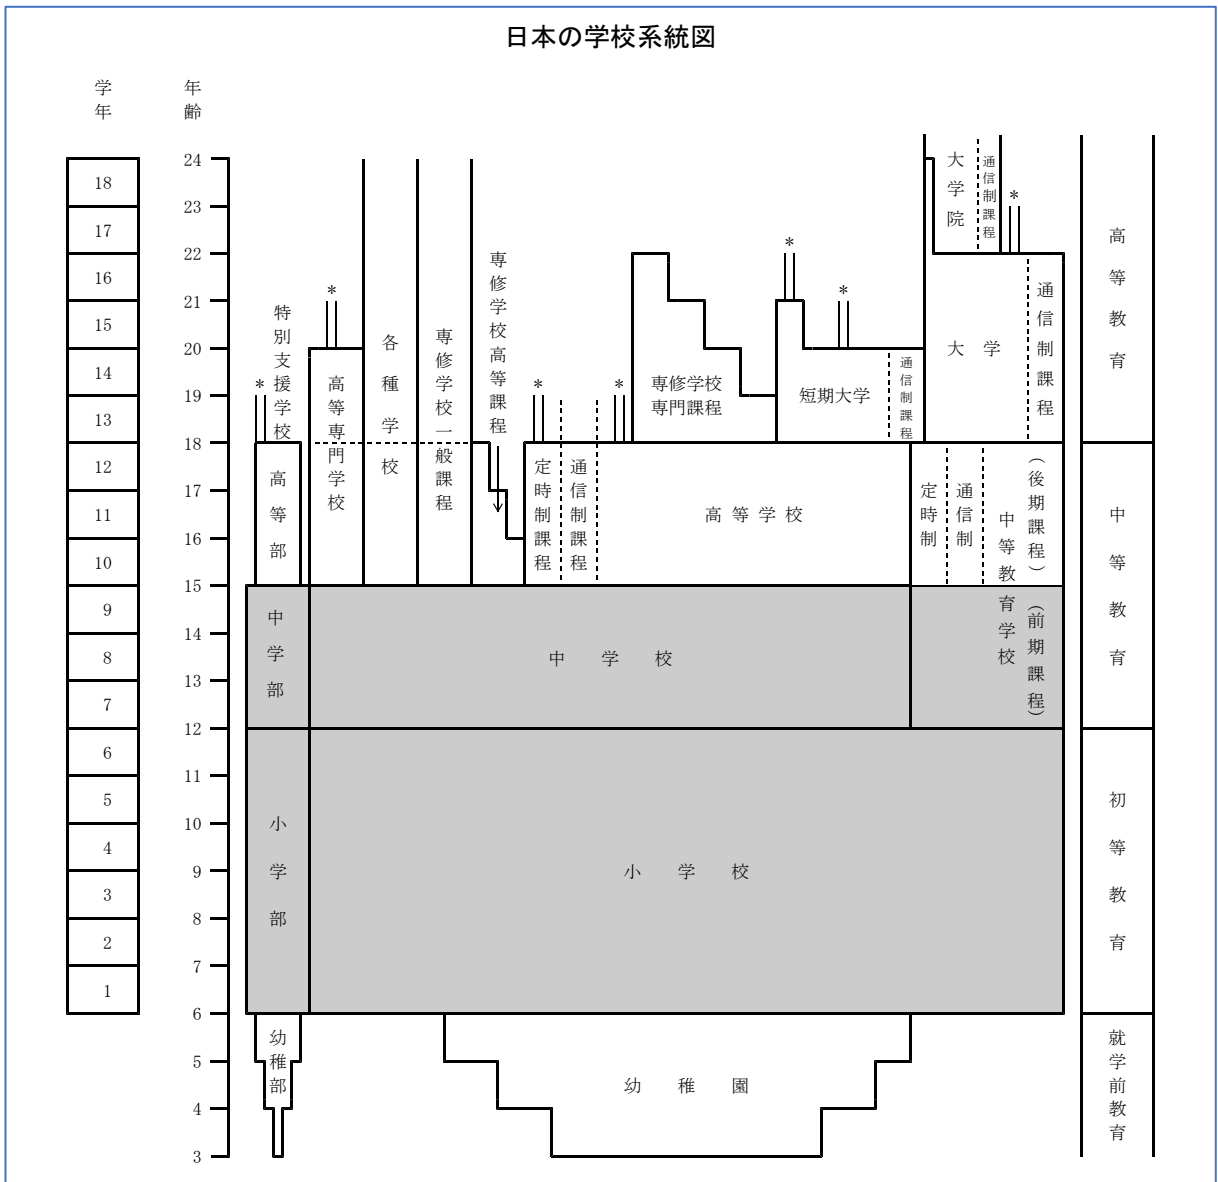 日本の学校系統図
学年
年齢
18
17
16
15
14
13
12
11
10
9
8
7
6
5
4
3
2
1
24
23
22
21
20
19
18
17
16
15
14
13
12
11
10
9
8
7
6
5
4
3
*
特別支援学校
高等部
中学部
小学部
幼稚部
*
高等専門学校
各種学校
専修学校一般課程
専修学校高等課程
*
定時制課程
通信制課程
*
高等学校
専修学校
専門課程
*
*
短期大学
通信制課程
大学院
通信制課程
*
大学
通信制課程
定時制
通信制
中等教育学校
（後期課程）
（前期課程）
中学校
小学校
幼稚園
高等教育
中等教育
初等教育
就学前教育